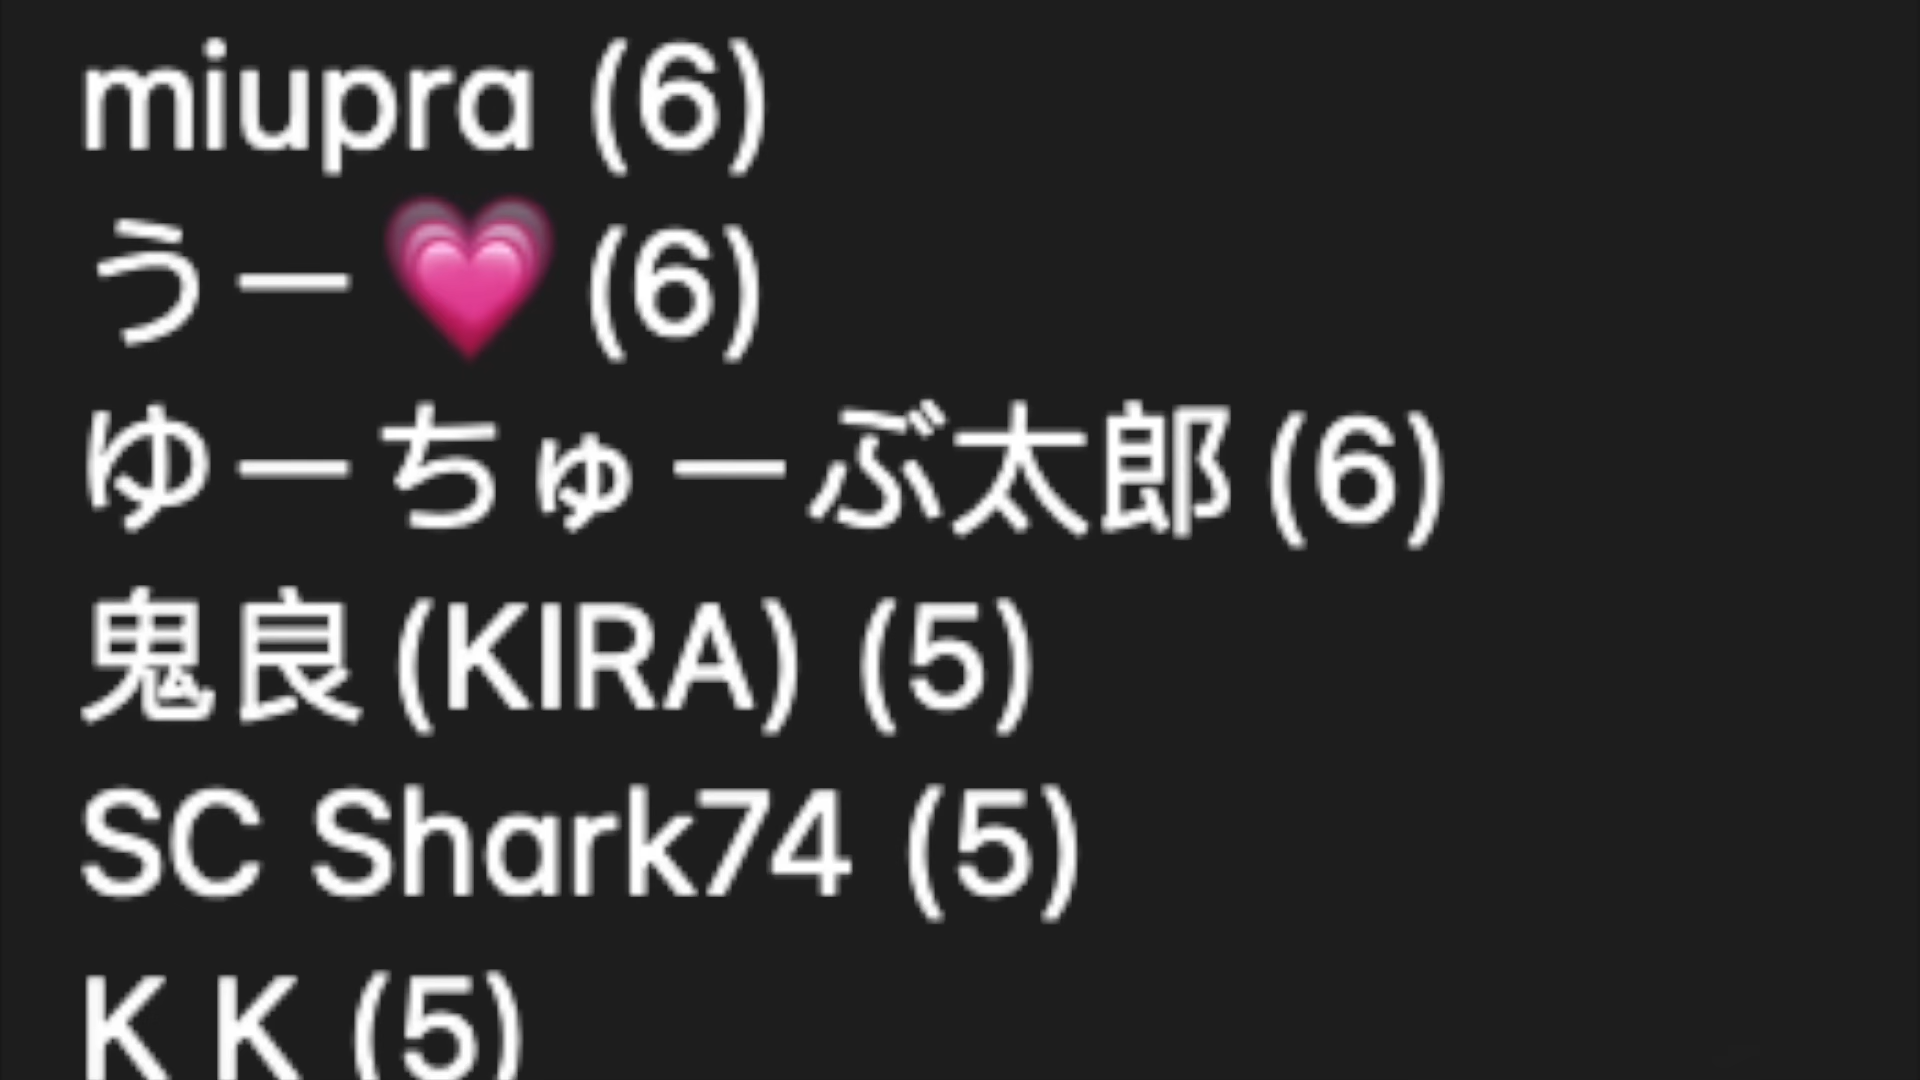 miupra (6)
うー💗 (6)
ゆーちゅーぶ太郎 (6)
鬼良 (KIRA) (5)
SC Shark74 (5)
K K (5)